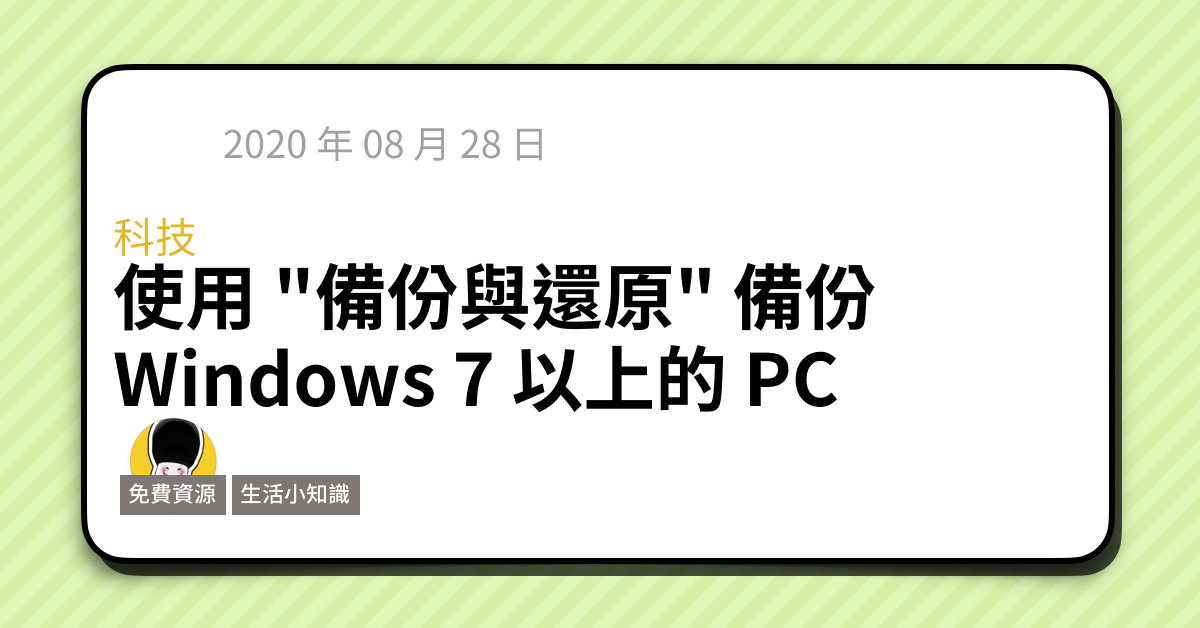 2020 年 08 月 28 日
科技
使用 "備份與還原" 備份
Windows 7 以上的 PC
免費資源 生活小知識